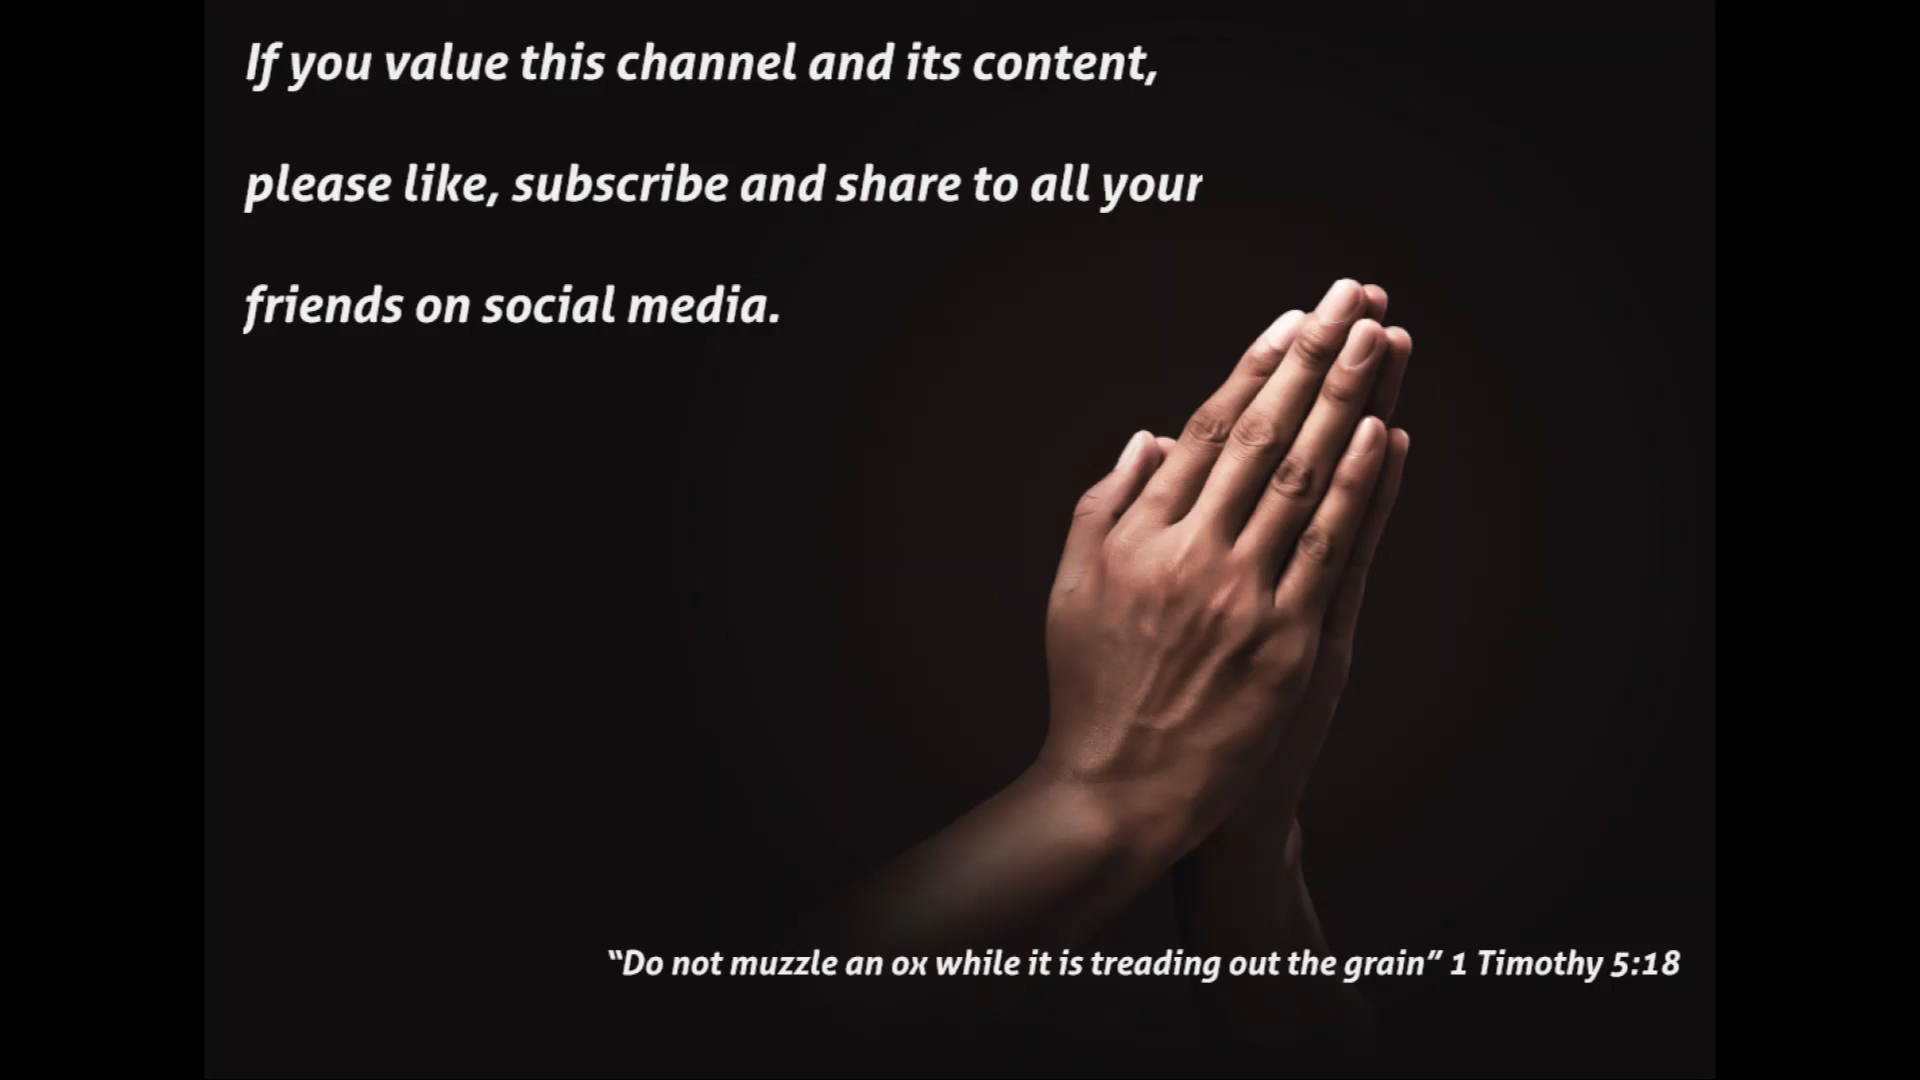 If you value this channel and its content,
please like, subscribe and share to all your
friends on social media.
“Do not muzzle an ox while it is treading out the grain” 1 Timothy 5:18